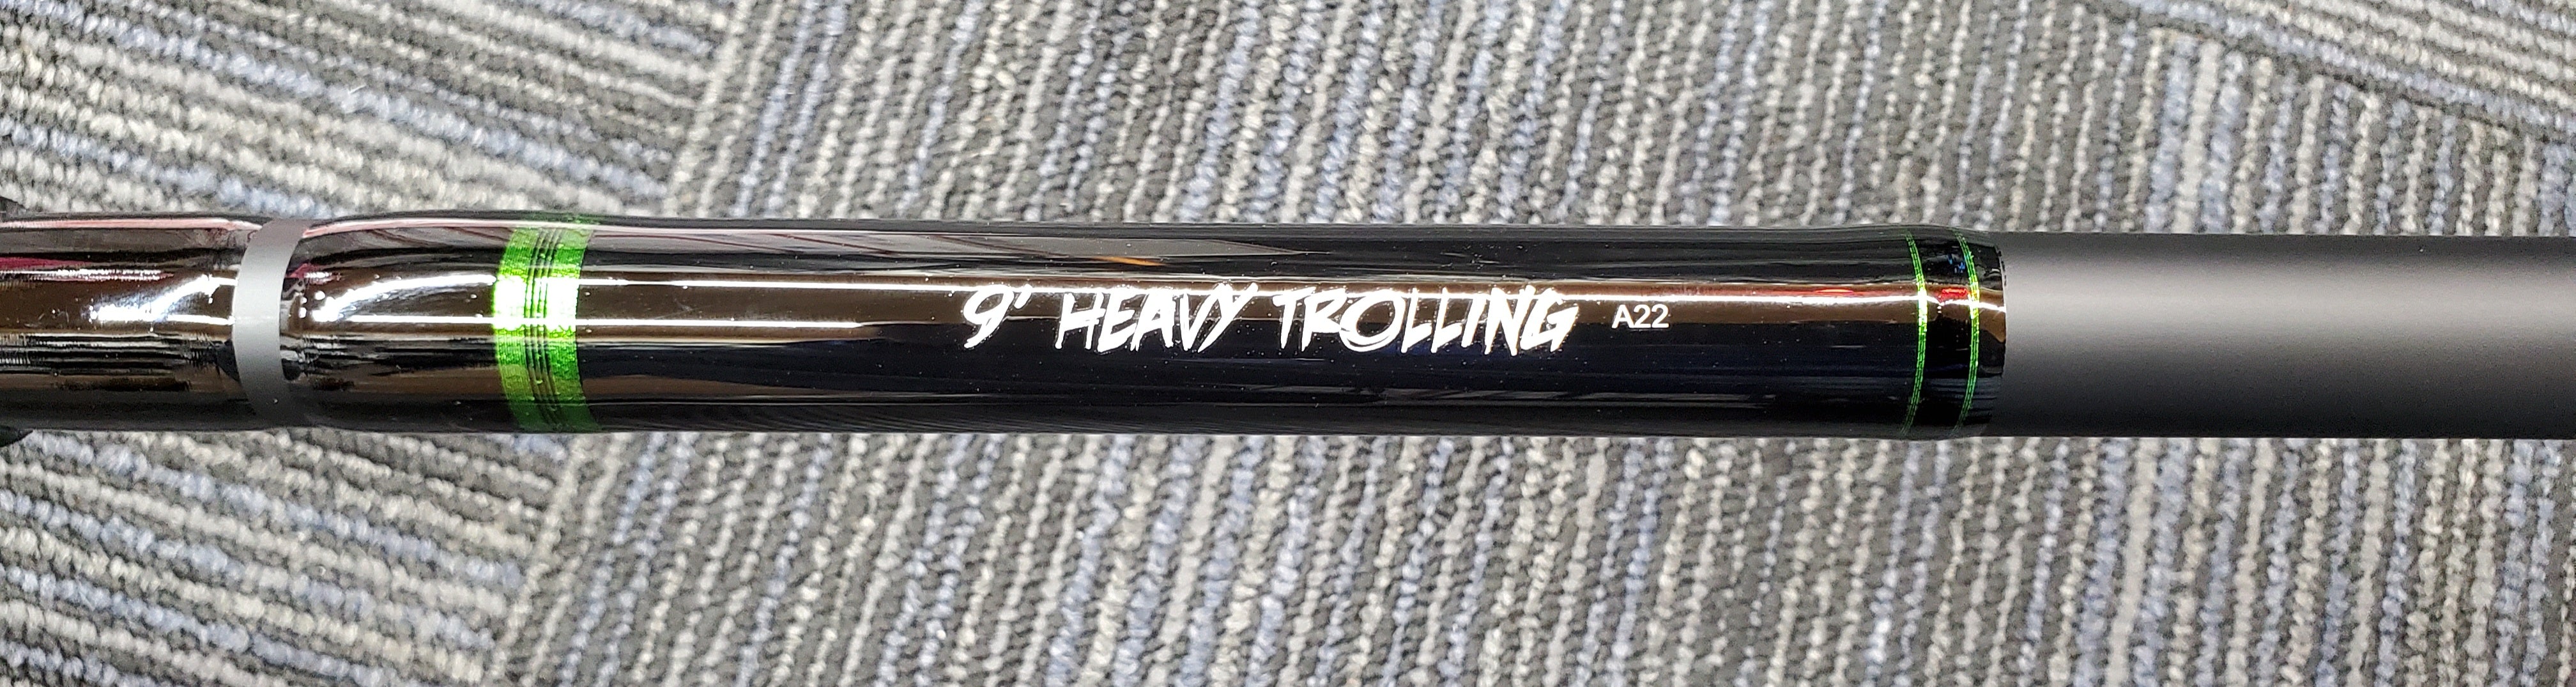 9' HEAVY TROLLING A22